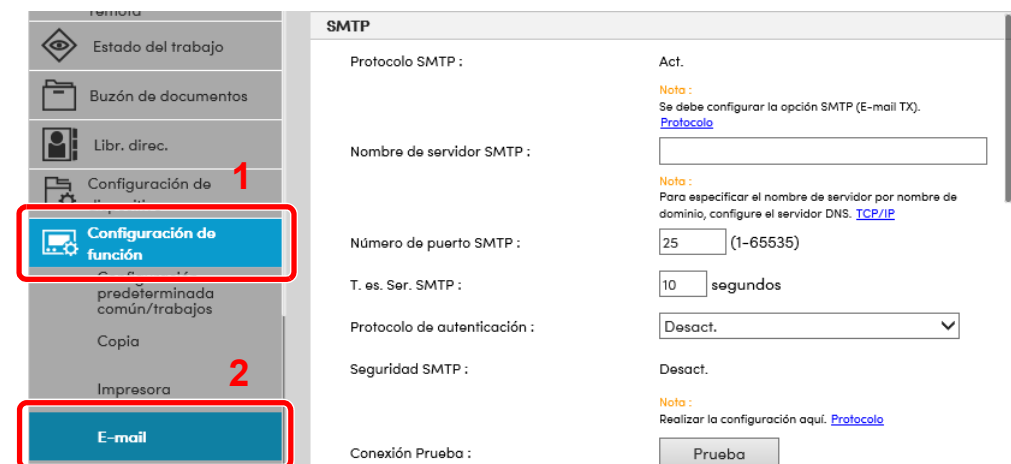 remota
Estado del trabajo
Buzón de documentos
Libr. direc.
1
Configuración de
Configuración de
función
predeterminada
común/trabajos
Copia
2
Impresora
E-mail
SMTP
Protocolo SMTP :
Act.
Nota :
Se debe configurar la opción SMTP (E-mail TX).
Protocolo
Nombre de servidor SMTP :
Nota :
Para especificar el nombre de servidor por nombre de
dominio, configure el servidor DNS. TCP/IP
Número de puerto SMTP :
25 (1-65535)
T. es. Ser. SMTP :
10 segundos
Protocolo de autenticación :
Desact.
Seguridad SMTP :
Desact.
Nota :
Realizar la configuración aquí. Protocolo
Conexión Prueba :
Prueba